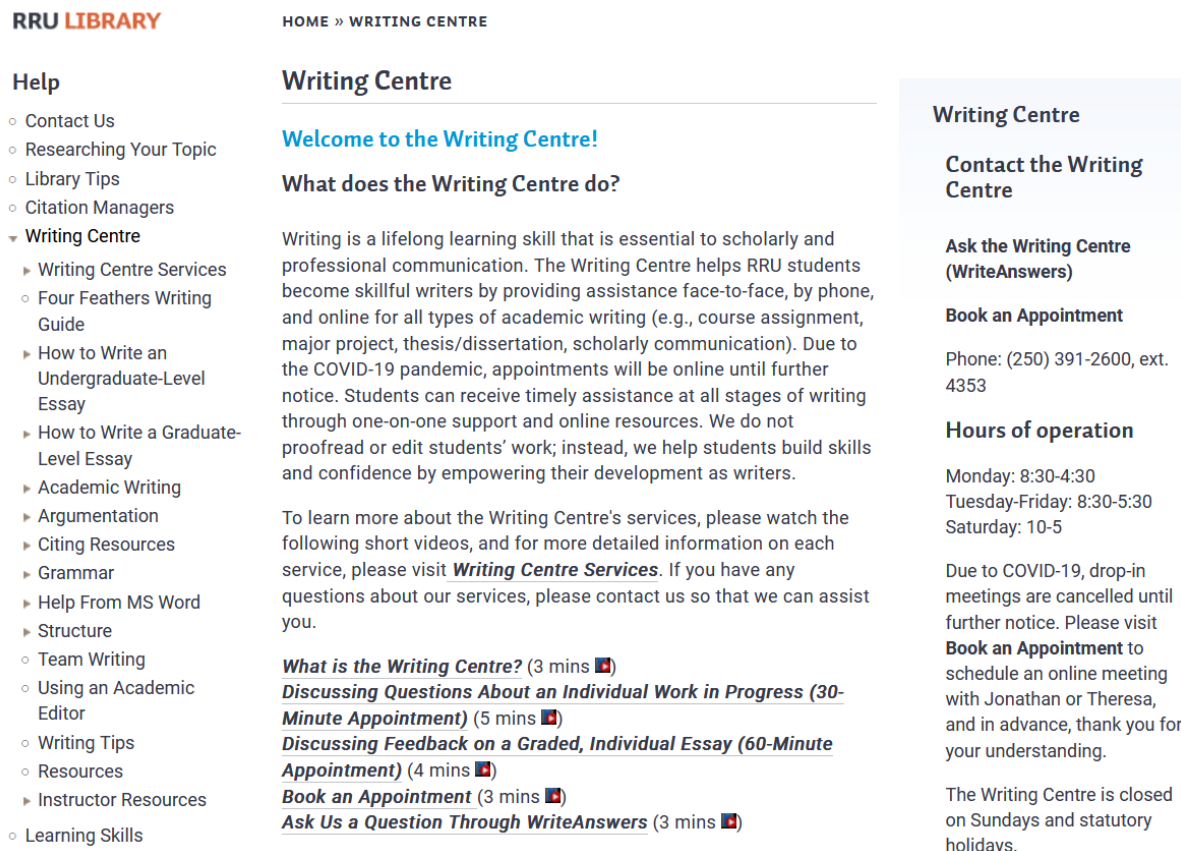 RRU LIBRARY
HOME » WRITING CENTRE
Help
Contact Us
Researching Your Topic
Library Tips
Citation Managers
Writing Centre
Writing Centre Services
Four Feathers Writing
Guide
How to Write an
Undergraduate-Level
Essay
How to Write a Graduate-
Level Essay
Academic Writing
Argumentation
Citing Resources
Grammar
Help From MS Word
Structure
Team Writing
Using an Academic
Editor
Writing Tips
Resources
Instructor Resources
Learning Skills
Writing Centre
Welcome to the Writing Centre!
What does the Writing Centre do?
Writing is a lifelong learning skill that is essential to scholarly and
professional communication. The Writing Centre helps RRU students
become skillful writers by providing assistance face-to-face, by phone,
and online for all types of academic writing (e.g., course assignment,
major project, thesis/dissertation, scholarly communication). Due to
the COVID-19 pandemic, appointments will be online until further
notice. Students can receive timely assistance at all stages of writing
through one-on-one support and online resources. We do not
proofread or edit students’ work; instead, we help students build skills
and confidence by empowering their development as writers.
To learn more about the Writing Centre's services, please watch the
following short videos, and for more detailed information on each
service, please visit Writing Centre Services. If you have any
questions about our services, please contact us so that we can assist
you.
What is the Writing Centre? (3 mins)
Discussing Questions About an Individual Work in Progress (30-
Minute Appointment) (5 mins)
Discussing Feedback on a Graded, Individual Essay (60-Minute
Appointment) (4 mins)
Book an Appointment (3 mins)
Ask Us a Question Through WriteAnswers (3 mins)
Writing Centre
Contact the Writing
Centre
Ask the Writing Centre
(WriteAnswers)
Book an Appointment
Phone: (250) 391-2600, ext.
4353
Hours of operation
Monday: 8:30-4:30
Tuesday-Friday: 8:30-5:30
Saturday: 10-5
Due to COVID-19, drop-in
meetings are cancelled until
further notice. Please visit
Book an Appointment to
schedule an online meeting
with Jonathan or Theresa,
and in advance, thank you for
your understanding.
The Writing Centre is closed
on Sundays and statutory
holidays.